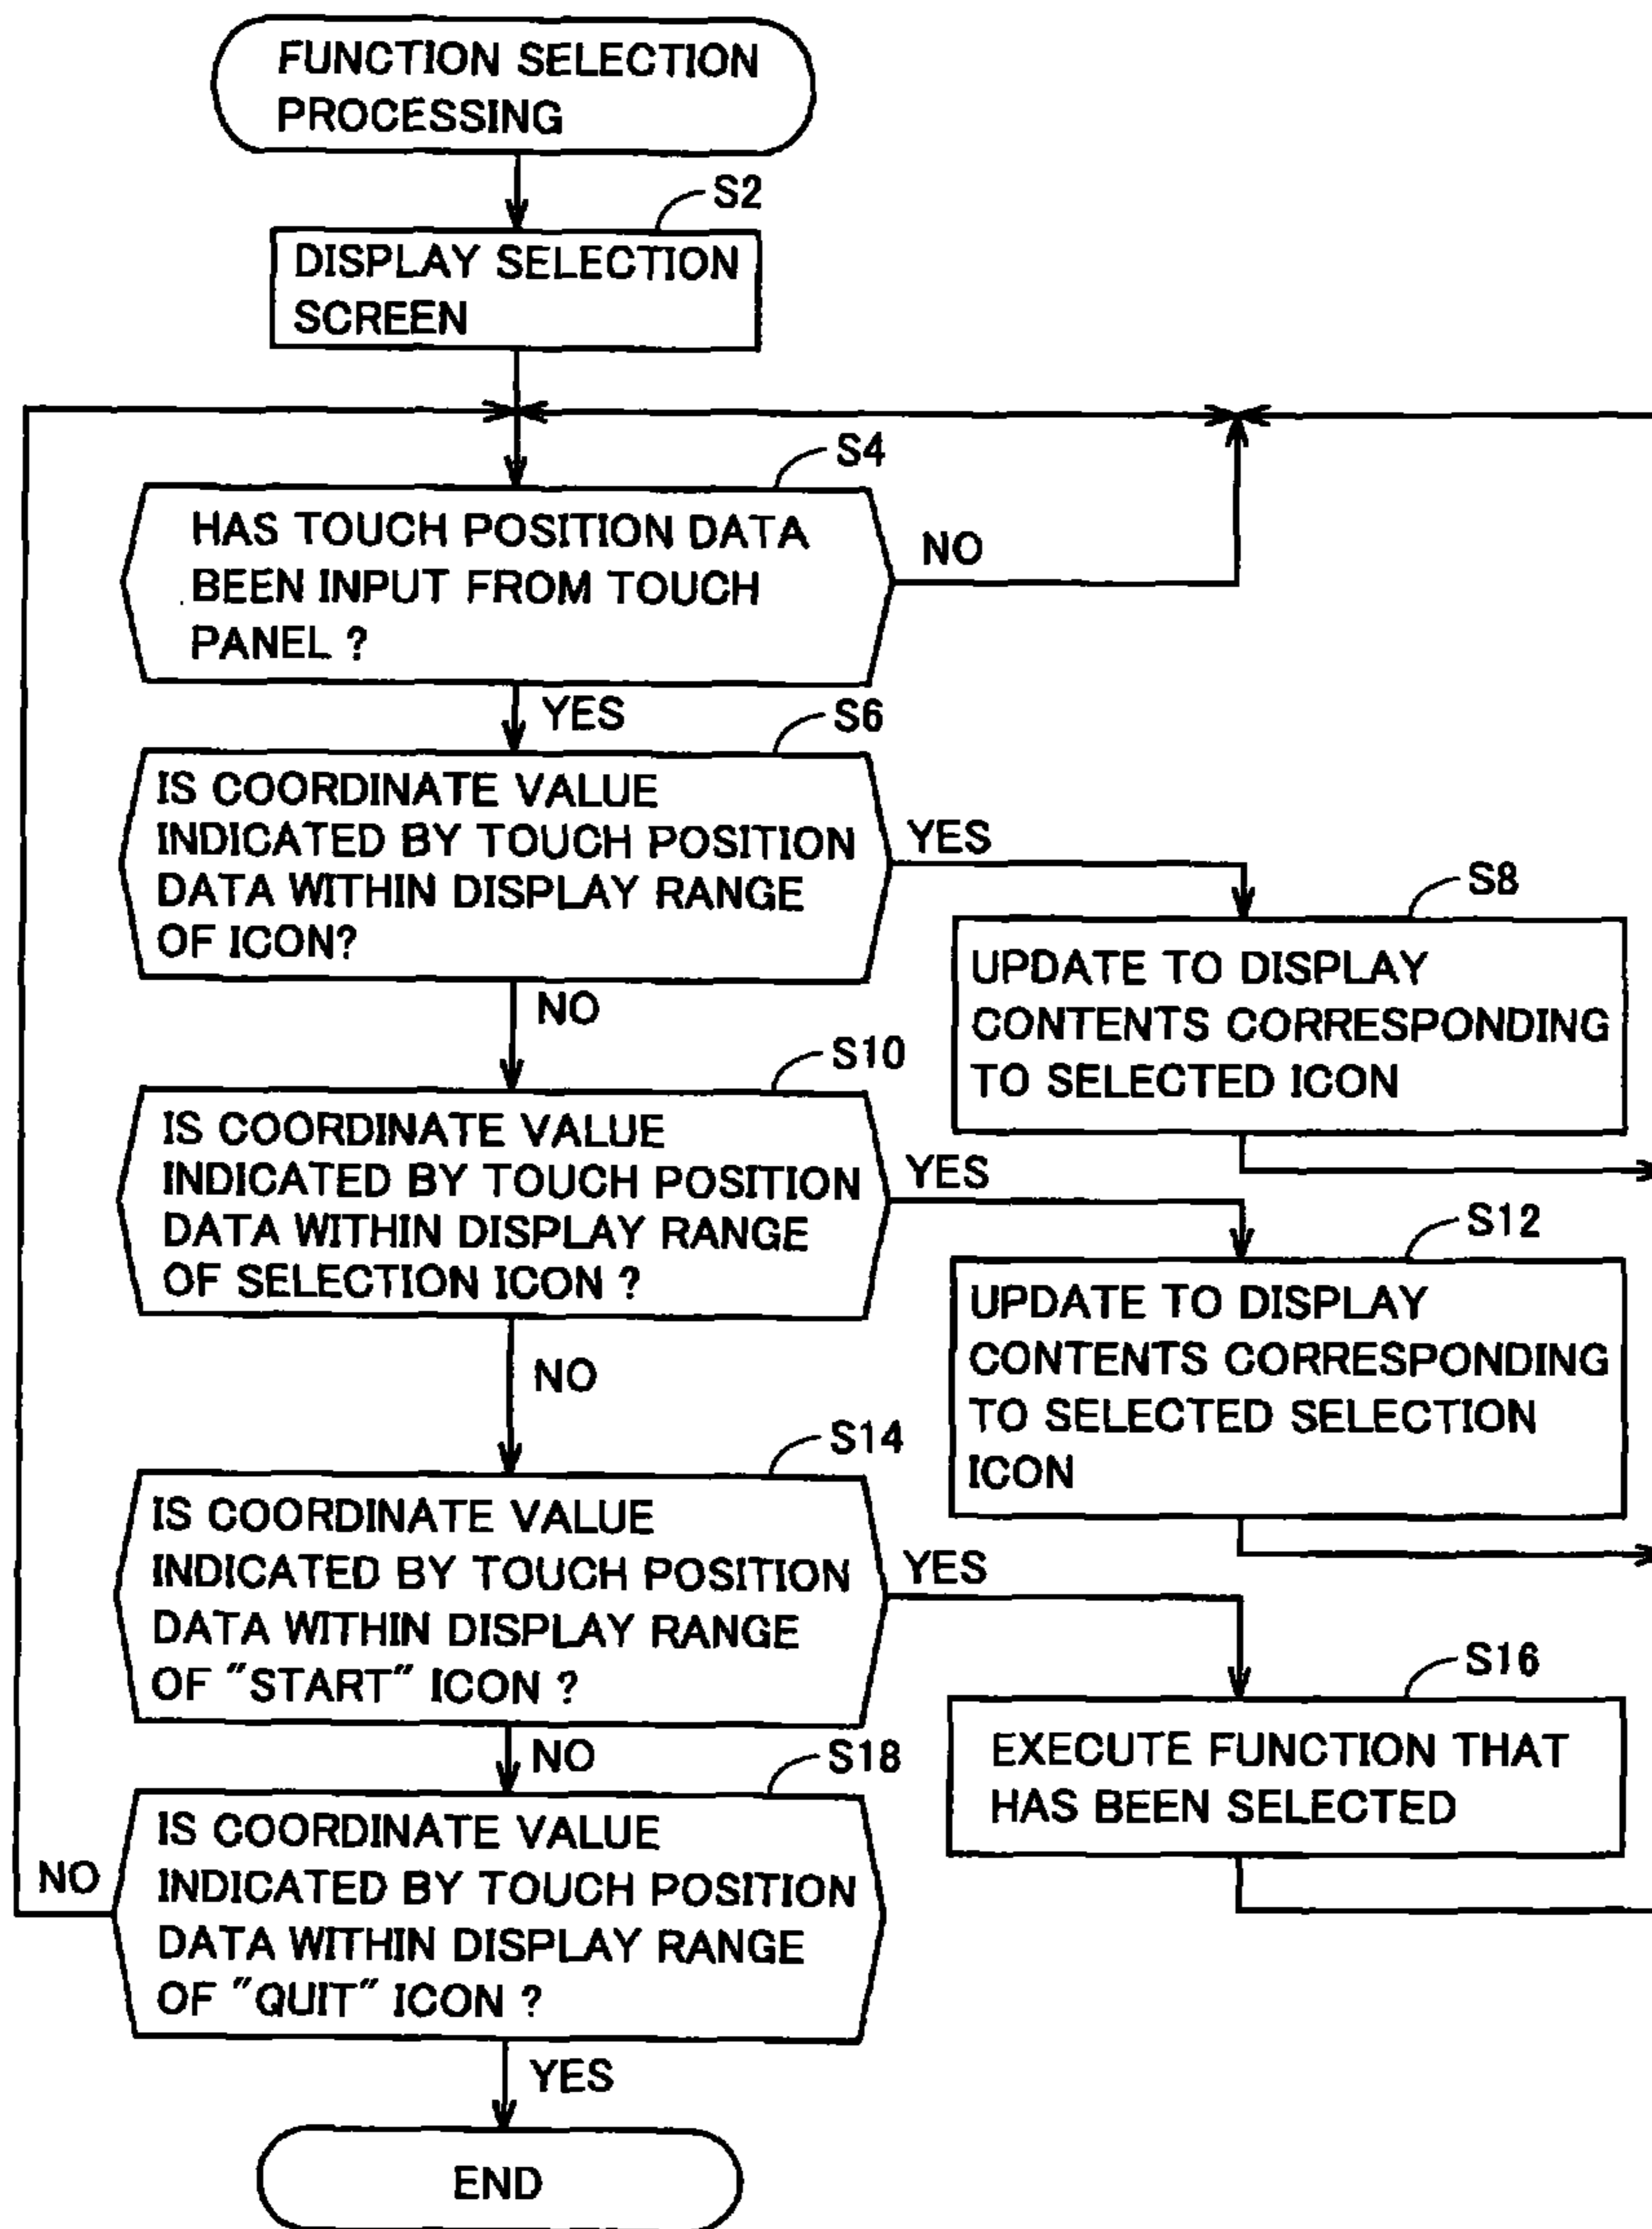 FUNCTION SELECTION
PROCESSING
S2
DISPLAY SELECTION
SCREEN
S4
HAS TOUCH POSITION DATA
BEEN INPUT FROM TOUCH
PANEL ?
NO
YES
S6
IS COORDINATE VALUE
INDICATED BY TOUCH POSITION
DATA WITHIN DISPLAY RANGE
OF ICON?
YES
S8
UPDATE TO DISPLAY
CONTENTS CORRESPONDING
TO SELECTED ICON
NO
S10
IS COORDINATE VALUE
INDICATED BY TOUCH POSITION
DATA WITHIN DISPLAY RANGE
OF SELECTION ICON ?
YES
S12
UPDATE TO DISPLAY
CONTENTS CORRESPONDING
TO SELECTED SELECTION
ICON
NO
S14
IS COORDINATE VALUE
INDICATED BY TOUCH POSITION
DATA WITHIN DISPLAY RANGE
OF "START" ICON ?
YES
S16
EXECUTE FUNCTION THAT
HAS BEEN SELECTED
NO
S18
IS COORDINATE VALUE
INDICATED BY TOUCH POSITION
DATA WITHIN DISPLAY RANGE
OF "QUIT" ICON ?
NO
YES
END